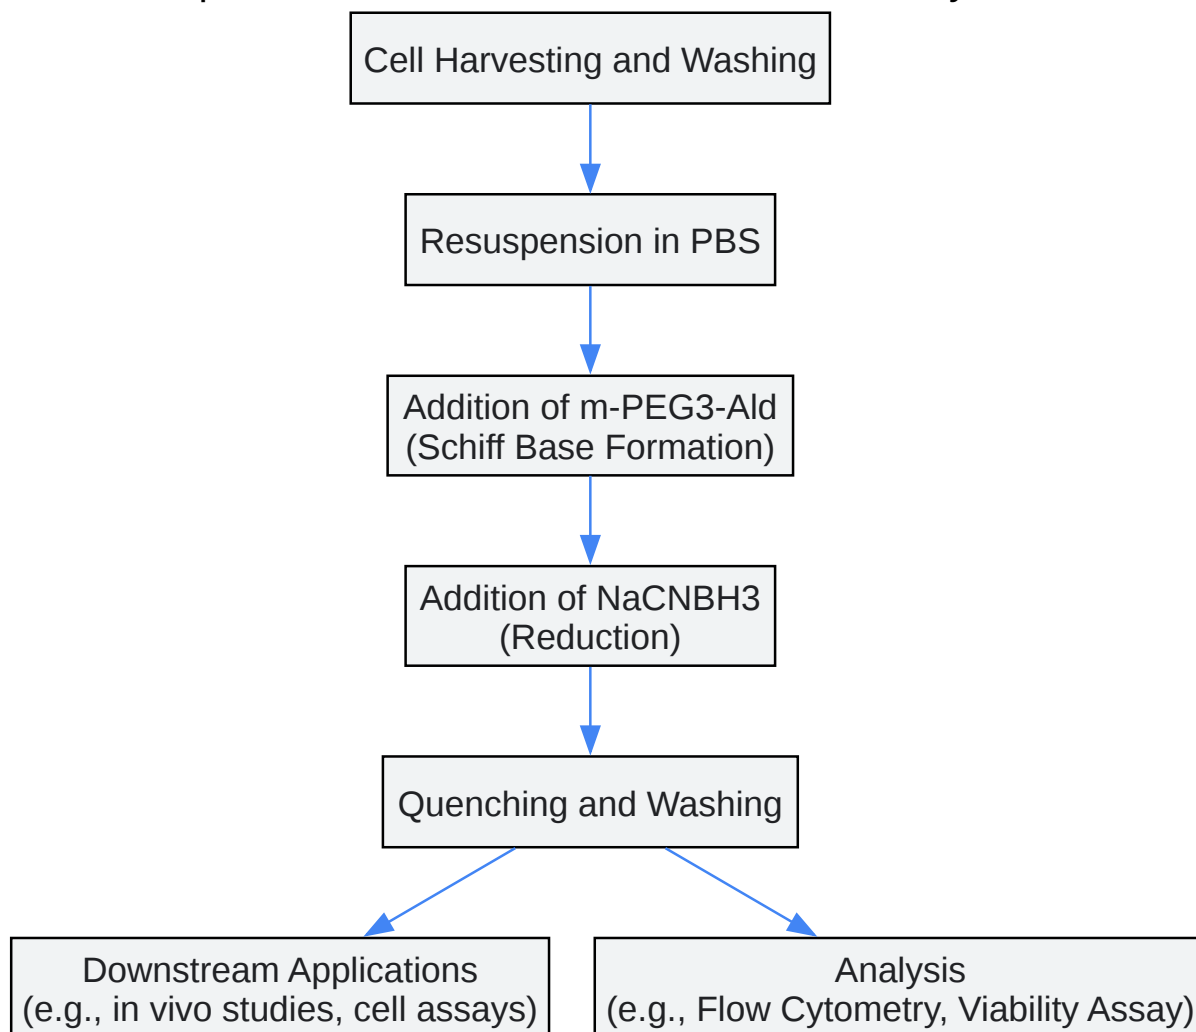 Cell Harvesting and Washing
Resuspension in PBS
Addition of m-PEG3-Ald
(Schiff Base Formation)
Addition of NaCNBH3
(Reduction)
Quenching and Washing
Downstream Applications
(e.g., in vivo studies, cell assays)
Analysis
(e.g., Flow Cytometry, Viability Assay)